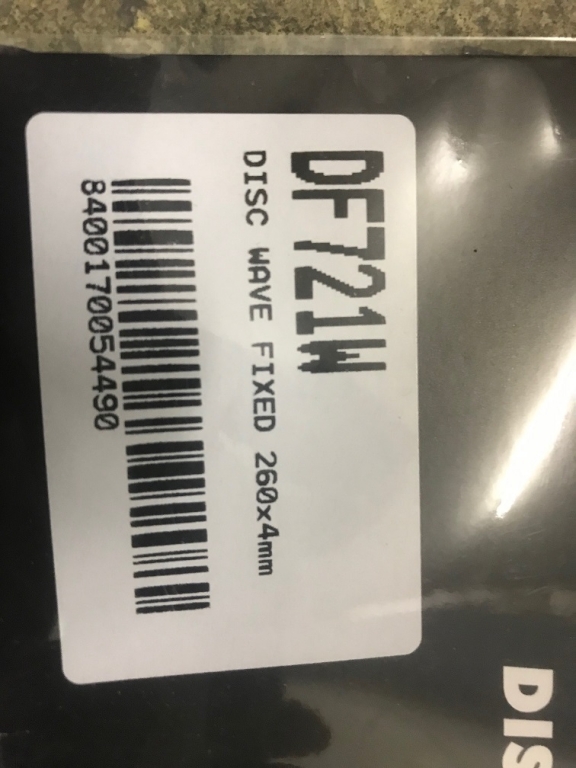 DF721W
DISC WAVE FIXED 260x4mm
8400170054490
DIS